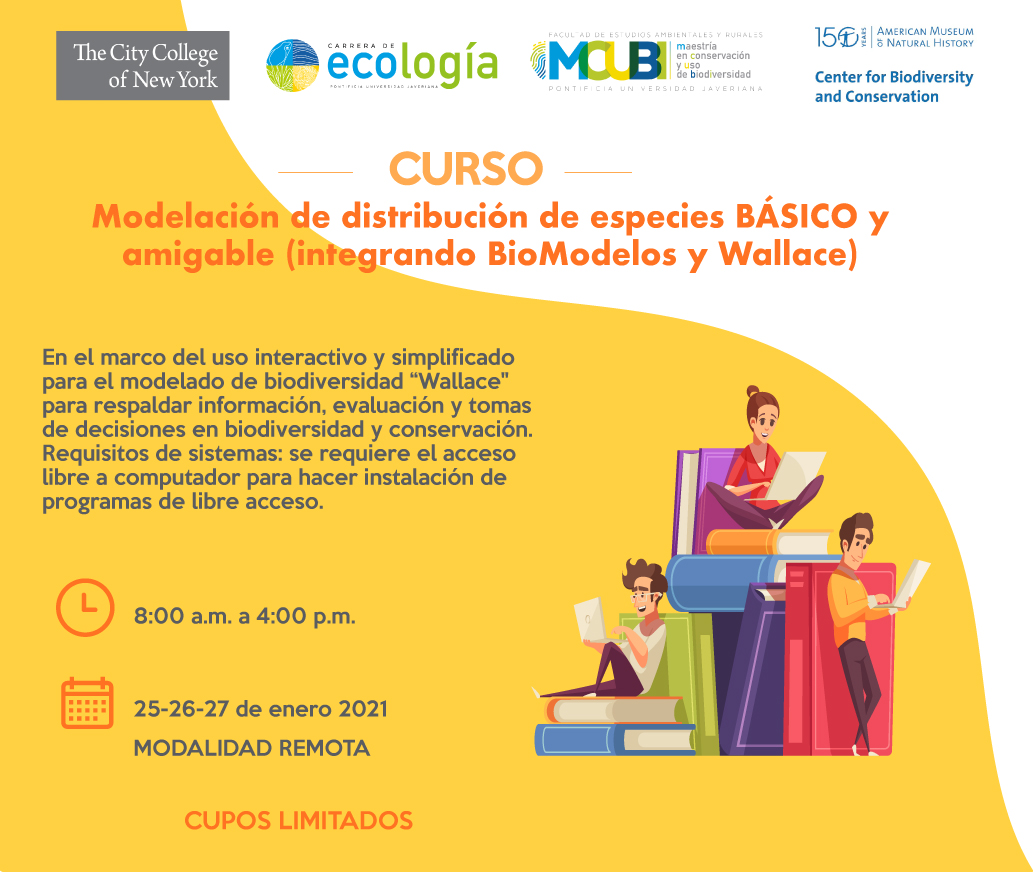 The City College
of New York
CARRERA DE
ecología
PONTIFICIA UNIVERSIDAD JAVERIANA
FACULTAD DE ESTUDIOS AMBIENTALES Y RURALES
MCUB
maestría
en conservación
y uso
de biodiversidad
PONTIFICIA UNIVERSIDAD JAVERIANA
150 YEARS
AMERICAN MUSEUM
OF NATURAL HISTORY
Center for Biodiversity
and Conservation
CURSO
Modelación de distribución de especies BÁSICO y
amigable (integrando BioModelos y Wallace)
En el marco del uso interactivo y simplificado
para el modelado de biodiversidad “Wallace"
para respaldar información, evaluación y tomas
de decisiones en biodiversidad y conservación.
Requisitos de sistemas: se requiere el acceso
libre a computador para hacer instalación de
programas de libre acceso.
8:00 a.m. a 4:00 p.m.
25-26-27 de enero 2021
MODALIDAD REMOTA
CUPOS LIMITADOS